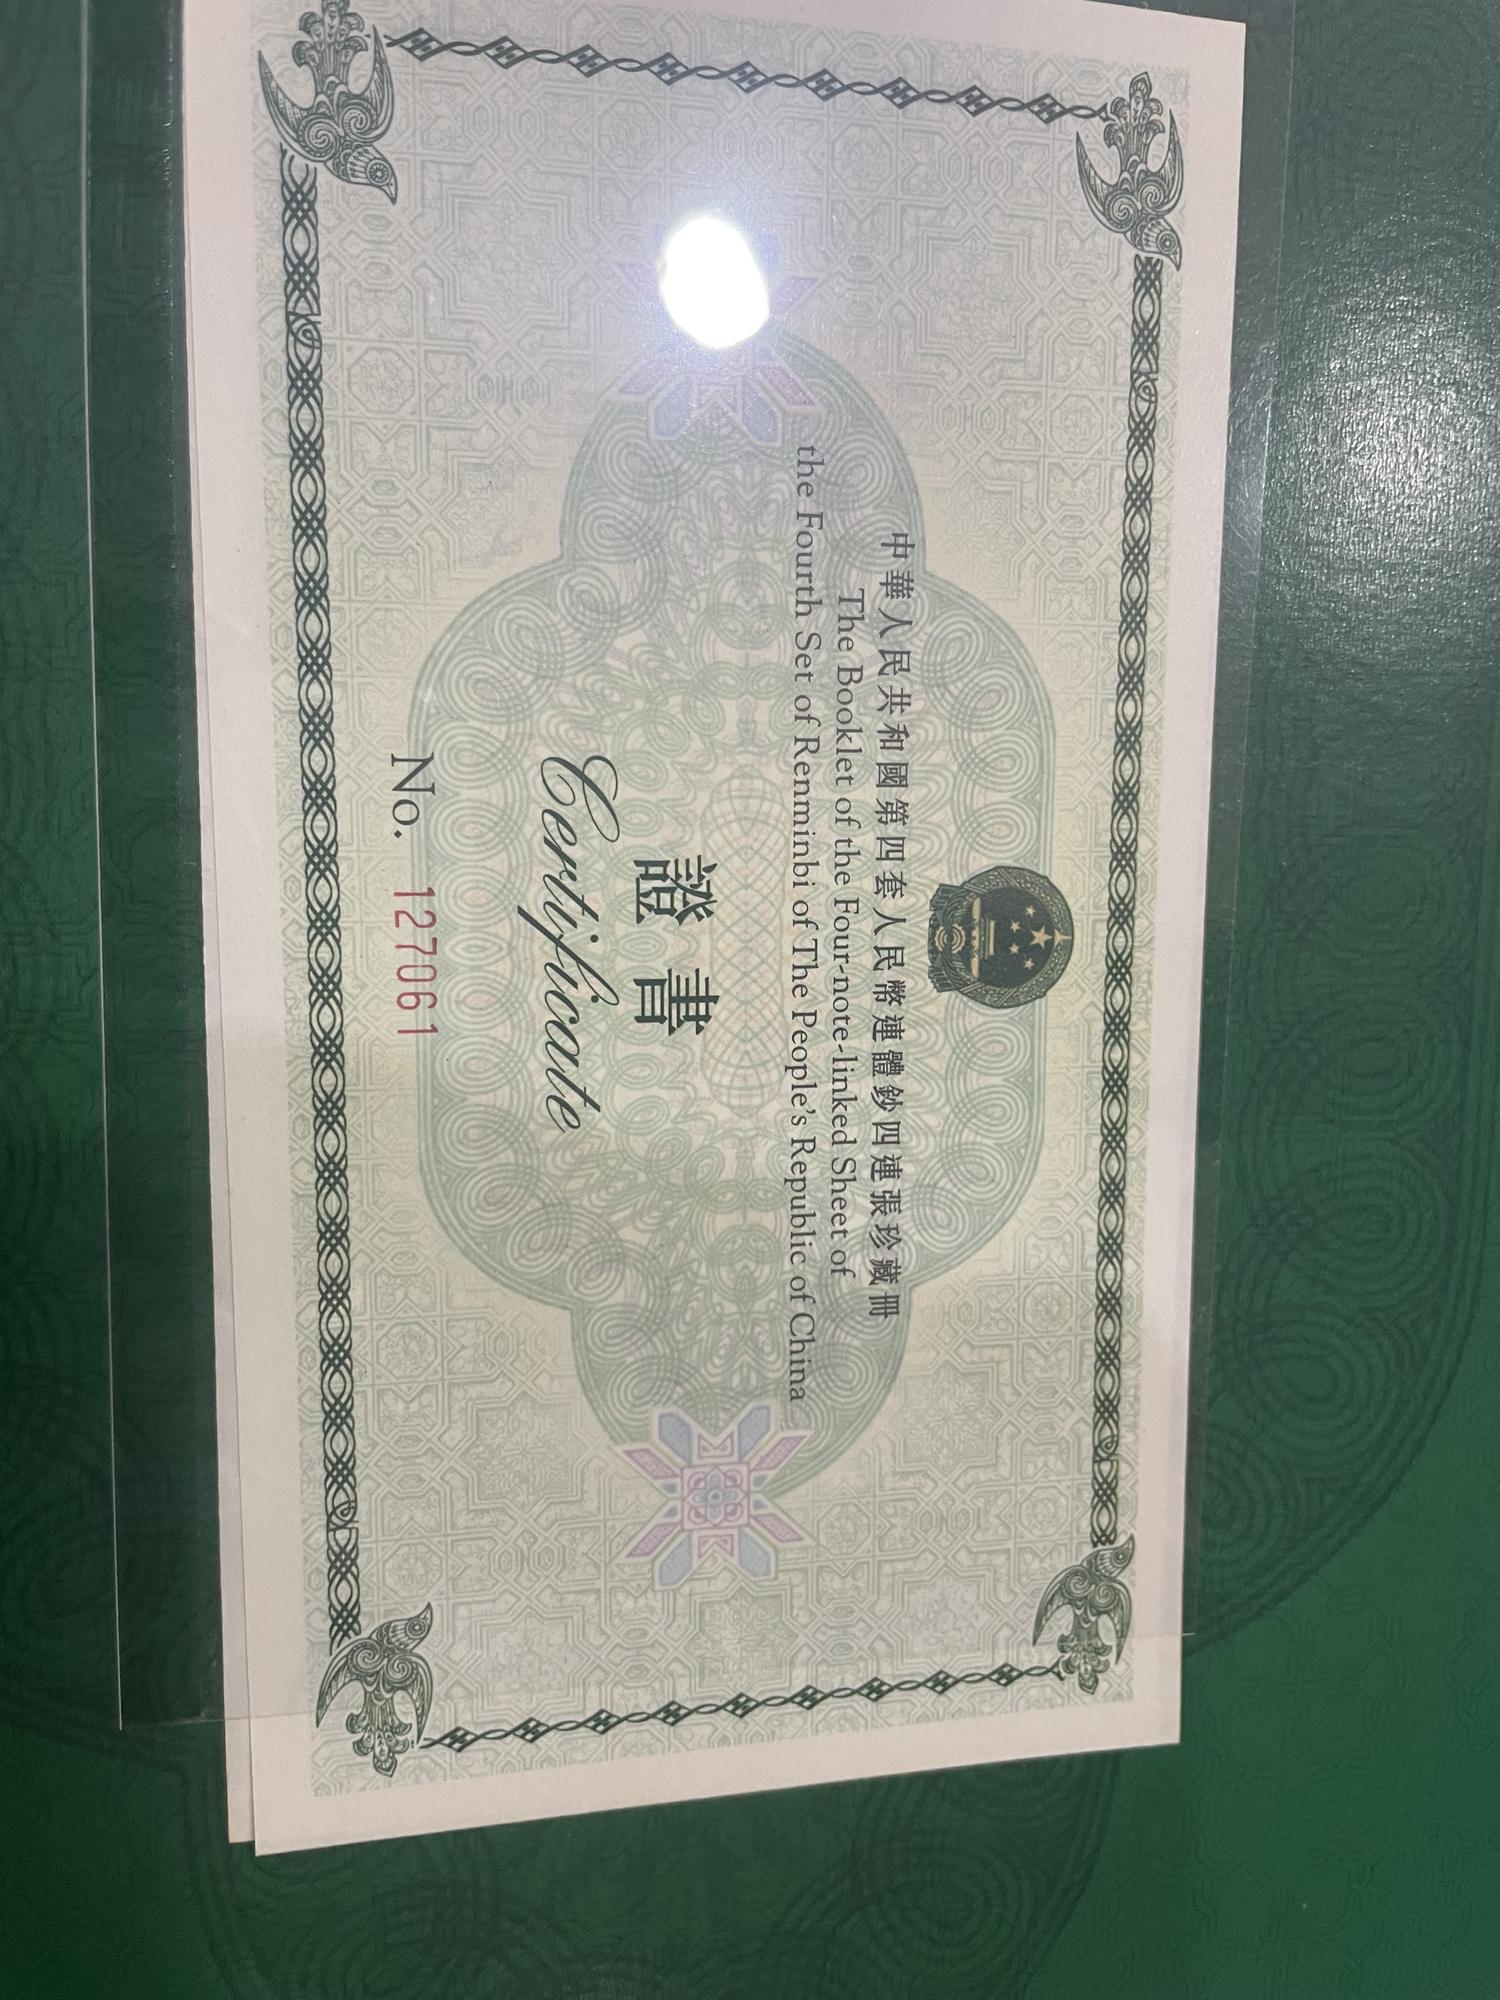 中華人民共和國第四套人民幣連體鈔四連張珍藏冊
The Booklet of the Four-note-linked Sheet of
the Fourth Set of Renminbi of The People's Republic of China
證書
Certificate
No. 127061